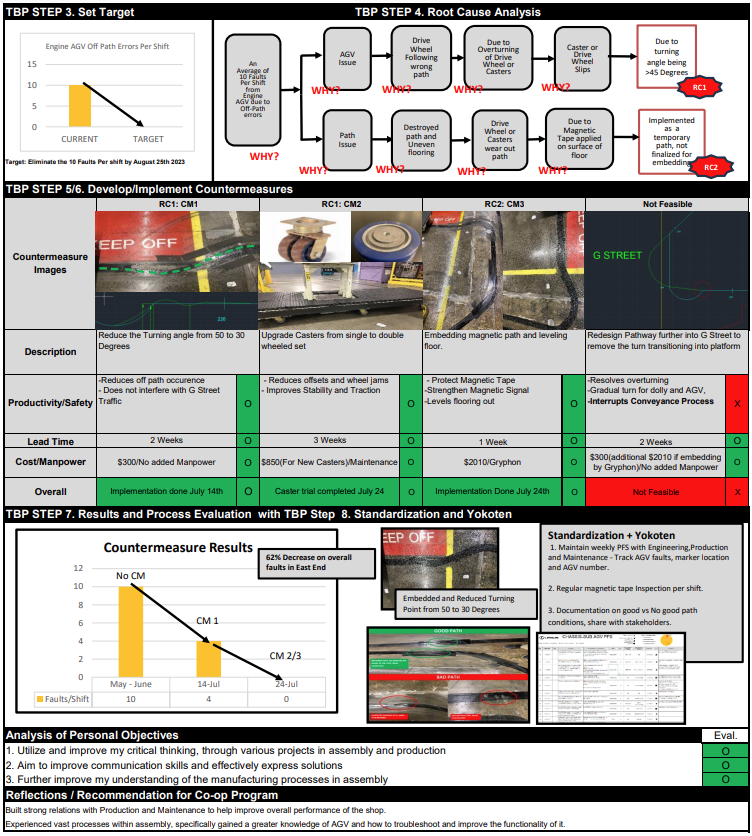 TBP STEP 3. Set Target
TBP STEP 4. Root Cause Analysis
Engine AGV Off Path Errors Per Shift
15
10
5
0
CURRENT
TARGET
Target: Eliminate the 10 Faults Per shift by August 25th 2023
An
Average of
10 Faults
Per Shift
from
Engine
AGV due to
Off-Path
errors
WHY?
AGV
Issue
WHY?
Drive
Wheel
Following
wrong
path
WHY?
Due to
Overturning
of Drive
Wheel or
Casters
WHY?
Caster or
Drive
Wheel
Slips
WHY?
Due to
turning
angle being
>45 Degrees
RC1
Path
Issue
WHY?
Destroyed
path and
Uneven
flooring
WHY?
Drive
Wheel or
Casters
wear out
path
WHY?
Due to
Magnetic
Tape applied
on surface of
floor
WHY?
Implemented
as a
temporary
path, not
finalized for
embedding
RC2
TBP STEP 5/6. Develop/Implement Countermeasures
RC1: CM1
RC1: CM2
RC2: CM3
Not Feasible
Countermeasure
Images
KEEP OFF
G STREET
Description
Reduce the Turning angle from 50 to 30
Degrees
Upgrade Casters from single to double
wheeled set
Embedding magnetic path and leveling
floor.
Redesign Pathway further into G Street to
remove the turn transitioning into platform
Productivity/Safety
-Reduces off path occurence
- Does not interfere with G Street
Traffic
O
- Reduces offsets and wheel jams
- Improves Stability and Traction
O
- Protect Magnetic Tape
-Strengthen Magnetic Signal
-Levels flooring out
O
-Resolves overturning
-Gradual turn for dolly and AGV,
-Interrupts Conveyance Process
X
Lead Time
2 Weeks
O
3 Weeks
O
1 Week
O
2 Weeks
O
Cost/Manpower
$300/No added Manpower
O
$850(For New Casters)/Maintenance
O
$2010/Gryphon
O
$300(additional $2010 if embedding
by Gryphon)/No added Manpower
O
Overall
Implementation done July 14th
O
Caster trial completed July 24
O
Implementation Done July 24th
O
Not Feasible
X
TBP STEP 7. Results and Process Evaluation with TBP Step 8. Standardization and Yokoten
Countermeasure Results
62% Decrease on overall
faults in East End
12
10
8
6
4
2
0
No CM
CM 1
CM 2/3
May - June
14-Jul
24-Jul
Faults/Shift
10
4
0
KEEP OFF
Embedded and Reduced Turning
Point from 50 to 30 Degrees
GOOD PATH
BAD PATH
Standardization + Yokoten
1. Maintain weekly PFS with Engineering,Production
and Maintenance - Track AGV faults, marker location
and AGV number.
2. Regular magnetic tape Inspection per shift.
3. Documentation on good vs No good path
conditions, share with stakeholders.
CHASSIS-SUB AGV PFS
Analysis of Personal Objectives
Eval.
1. Utilize and improve my critical thinking, through various projects in assembly and production
O
2. Aim to improve communication skills and effectively express solutions
O
3. Further improve my understanding of the manufacturing processes in assembly
O
Reflections / Recommendation for Co-op Program
Built strong relations with Production and Maintenance to help improve overall performance of the shop.
Experienced vast processes within assembly, specifically gained a greater knowledge of AGV and how to troubleshoot and improve the functionality of it.